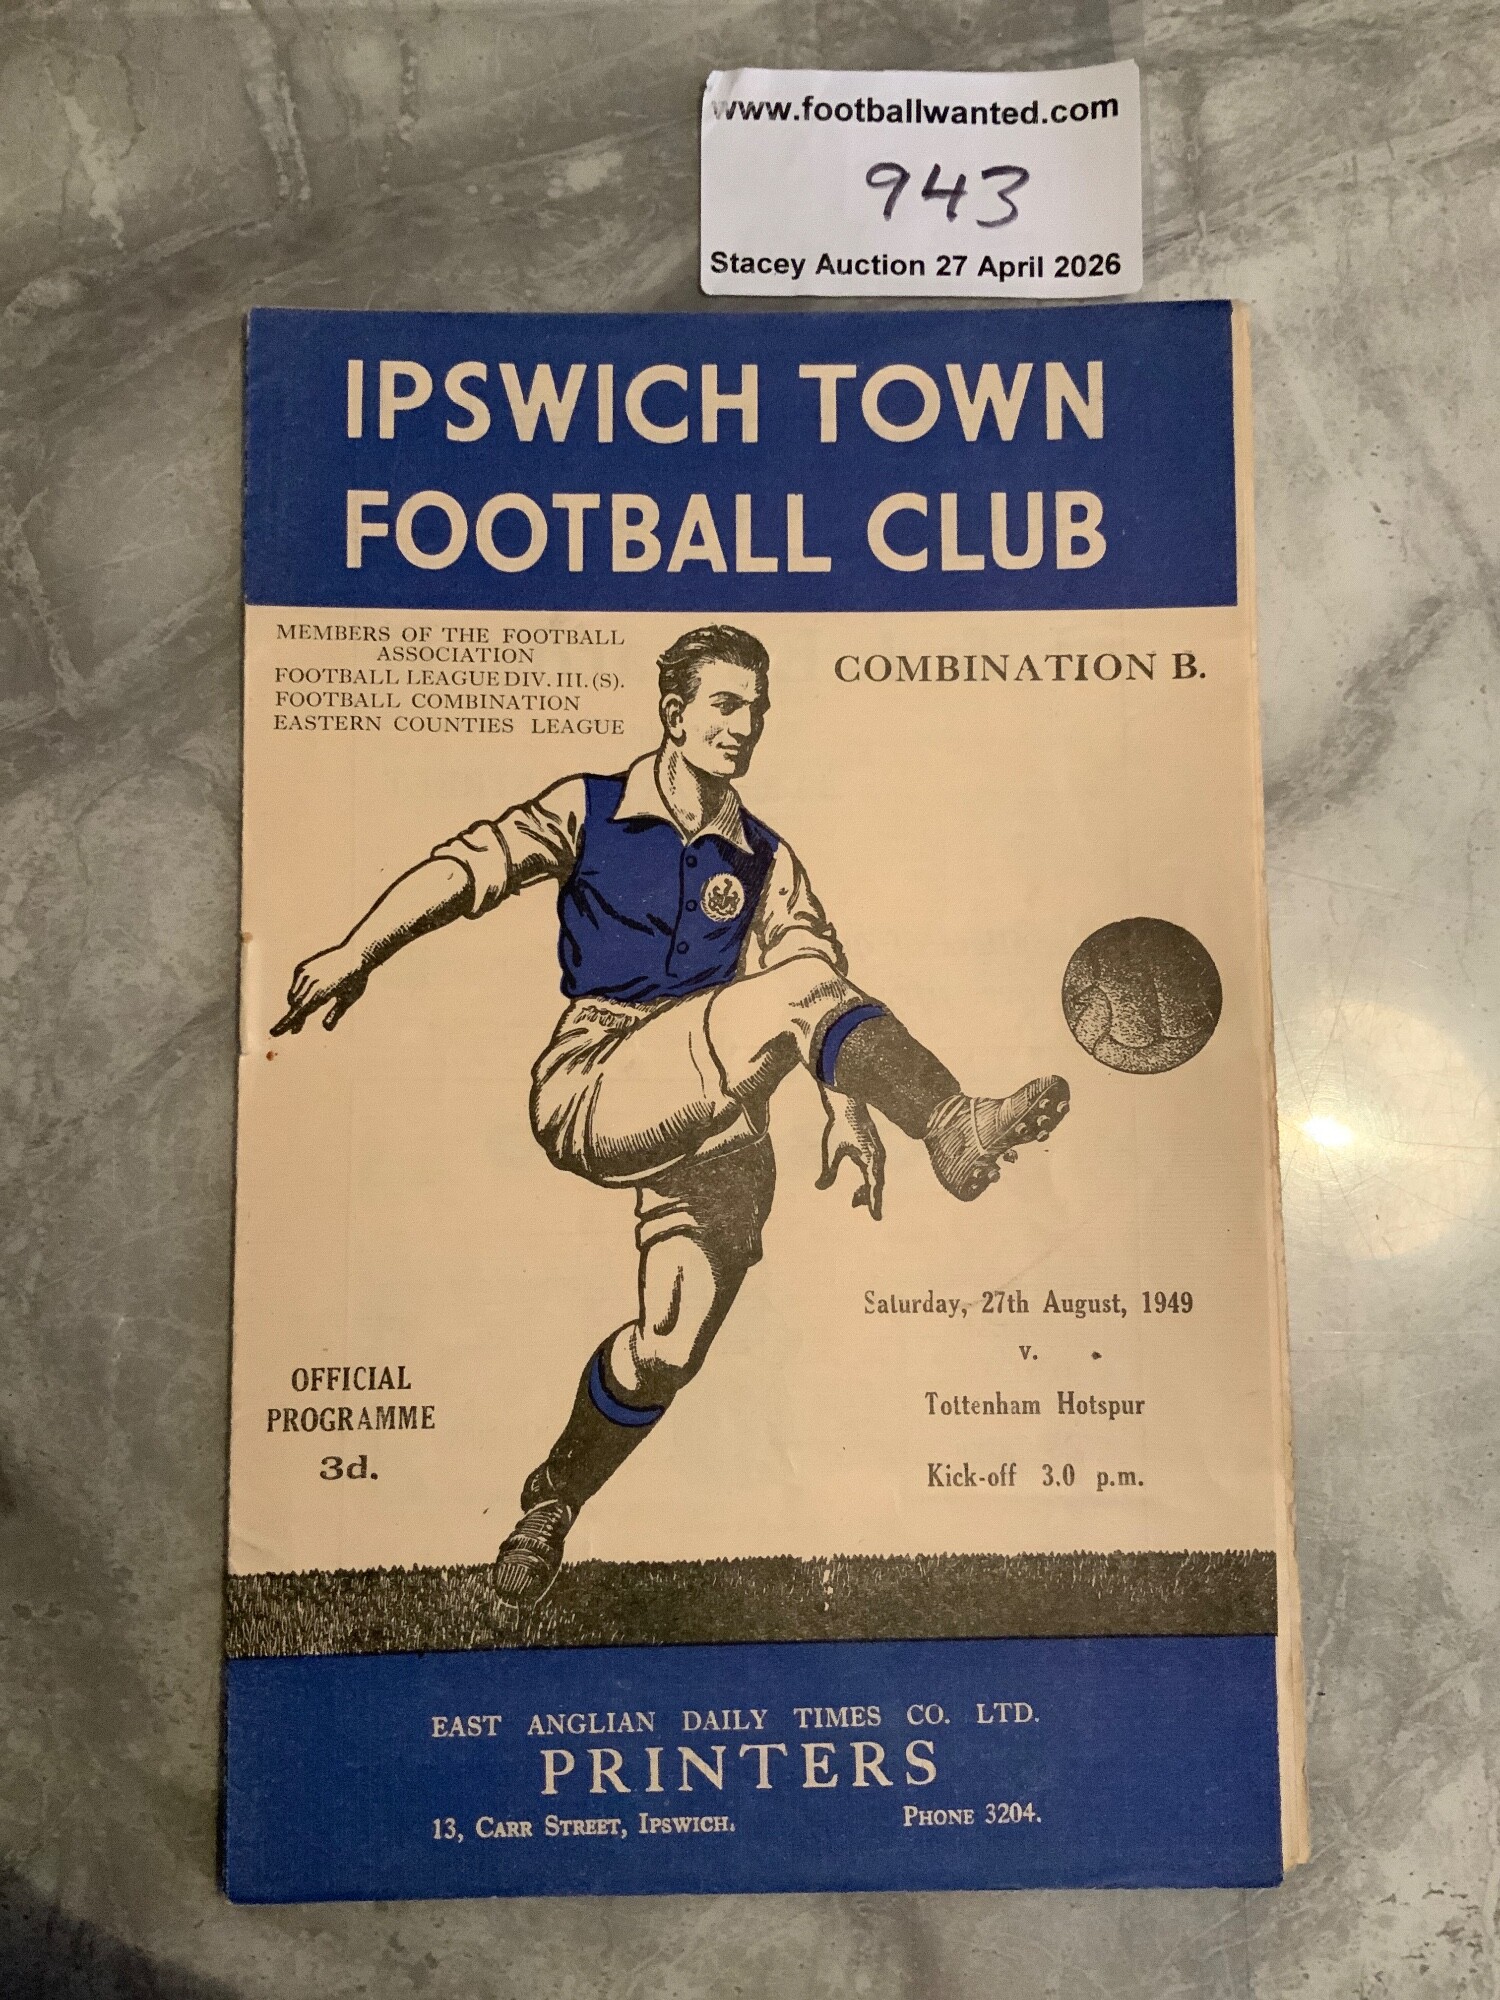 www.footballwanted.com
943
Stacey Auction 27 April 2026
IPSWICH TOWN
FOOTBALL CLUB
MEMBERS OF THE FOOTBALL
ASSOCIATION
FOOTBALL LEAGUE DIV. III. (S).
FOOTBALL COMBINATION
EASTERN COUNTIES LEAGUE
COMBINATION B.
Saturday, 27th August, 1949
v.
Tottenham Hotspur
Kick-off 3.0 p.m.
OFFICIAL
PROGRAMME
3d.
EAST ANGLIAN DAILY TIMES CO. LTD.
PRINTERS
13, CARR STREET, IPSWICH. PHONE 3204.